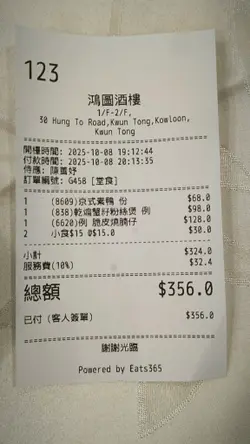 123
鴻圖酒樓
1/F-2/F,
30 Hung To Road,Kwun Tong,Kowloon,
Kwun Tong
開檯時間: 2025-10-08 19:12:44
付款時間: 2025-10-08 20:13:35
侍應: 陳善妤
訂單編號: G458 [堂食]
1 (8609)京式素鴨 份 $68.0
1 (838)乾燒蟹籽粉絲煲 例 $98.0
1 (6620)例 脆皮燒腩仔 $128.0
2 小食$15 @$15.0 $30.0
小計 $324.0
服務費(10%) $32.4
總額 $356.0
已付 (客人簽單) $356.0
謝謝光臨
Powered by Eats365